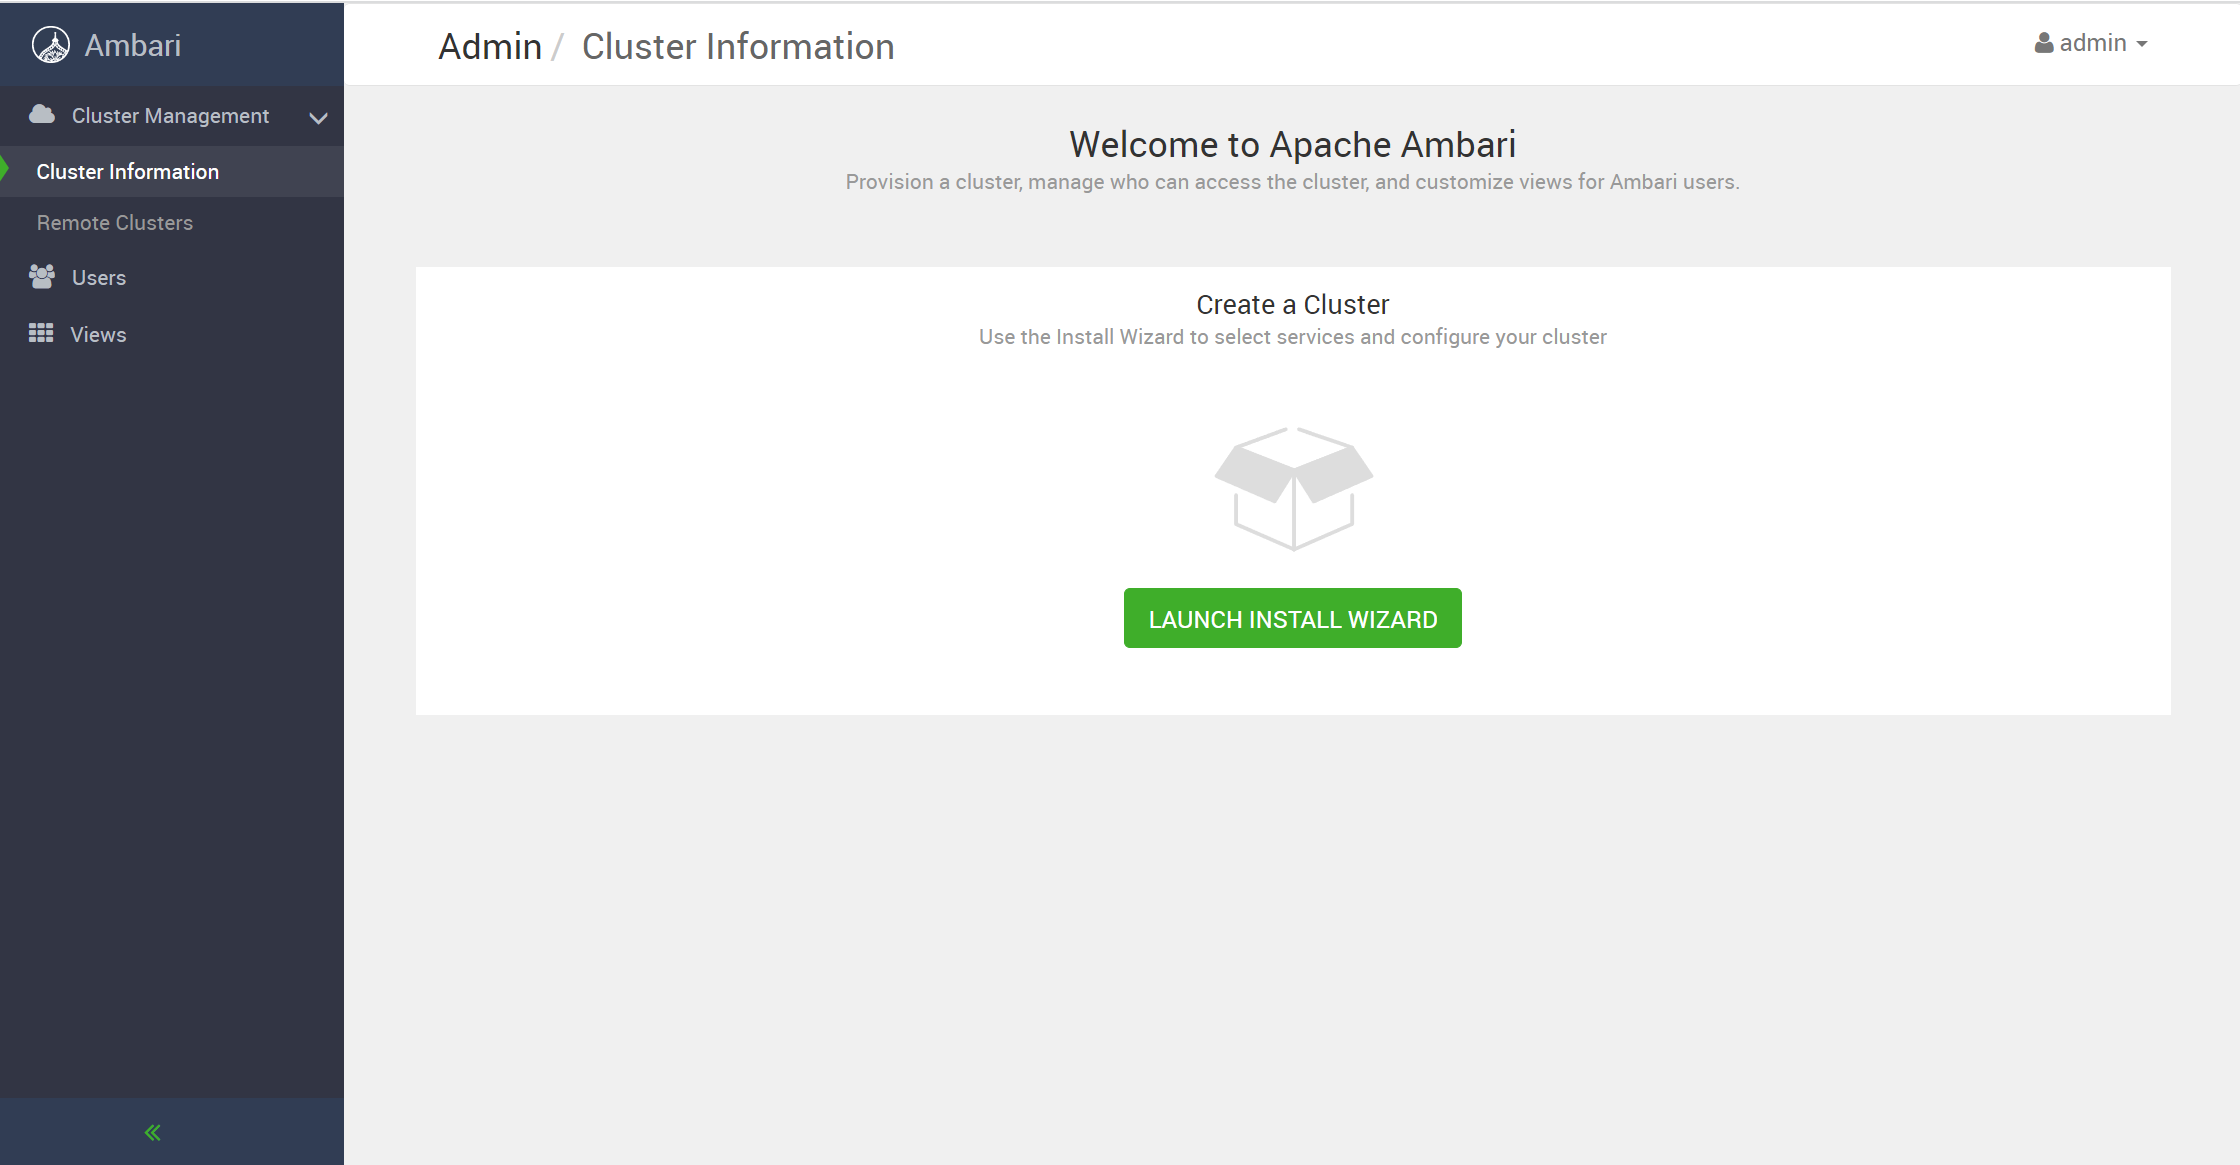 Ambari
Admin / Cluster Information
admin
Cluster Management
Cluster Information
Remote Clusters
Users
Views
Welcome to Apache Ambari
Provision a cluster, manage who can access the cluster, and customize views for Ambari users.
Create a Cluster
Use the Install Wizard to select services and configure your cluster
LAUNCH INSTALL WIZARD